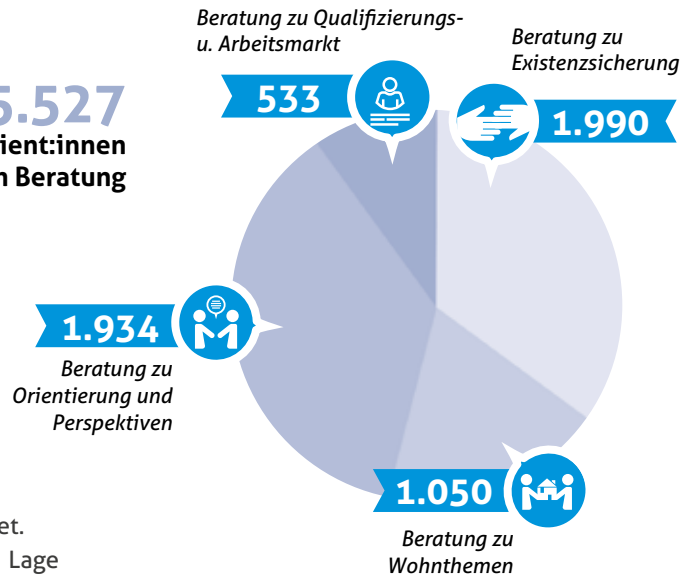 Beratung zu Qualifizierungs-
u. Arbeitsmarkt
533
Beratung zu
Existenzsicherung
1.990
5.527
ient:innen
Beratung
1.934
Beratung zu
Orientierung und
Perspektiven
1.050
Beratung zu
Wohnthemen
et.
Lage